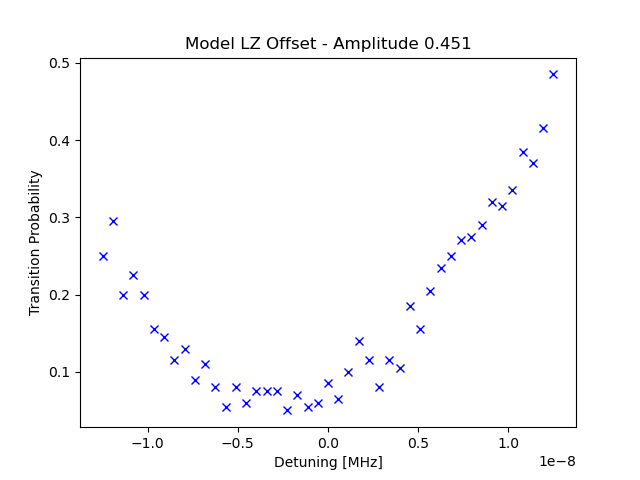 Model LZ Offset - Amplitude 0.451
Transition Probability
0.5
0.4
0.3
0.2
0.1
−1.0 −0.5 0.0 0.5 1.0
1e−8
Detuning [MHz]